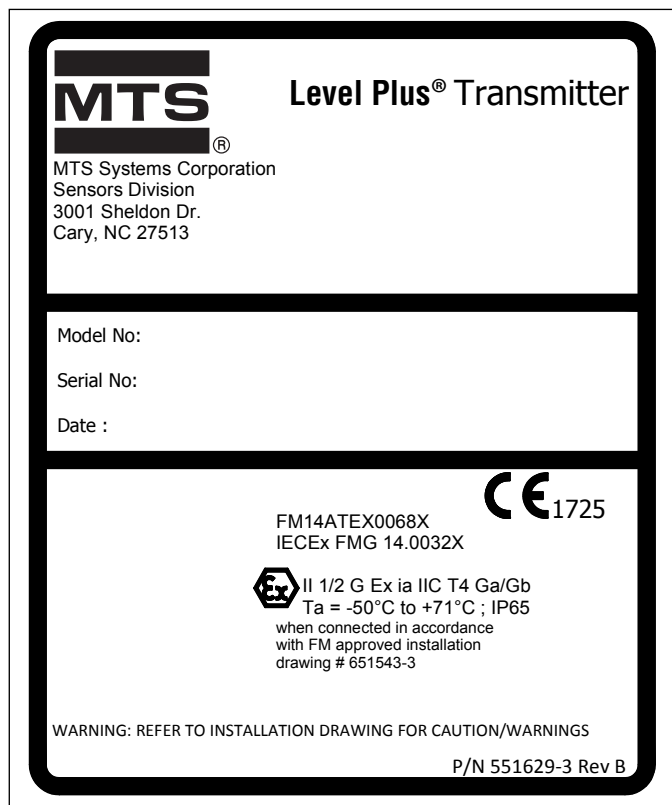 MTS
Level Plus® Transmitter
®
MTS Systems Corporation
Sensors Division
3001 Sheldon Dr.
Cary, NC 27513
Model No:
Serial No:
Date :
CE 1725
FM14ATEX0068X
IECEx FMG 14.0032X
Ex II 1/2 G Ex ia IIC T4 Ga/Gb
Ta = -50°C to +71°C ; IP65
when connected in accordance
with FM approved installation
drawing # 651543-3
WARNING: REFER TO INSTALLATION DRAWING FOR CAUTION/WARNINGS
P/N 551629-3 Rev B